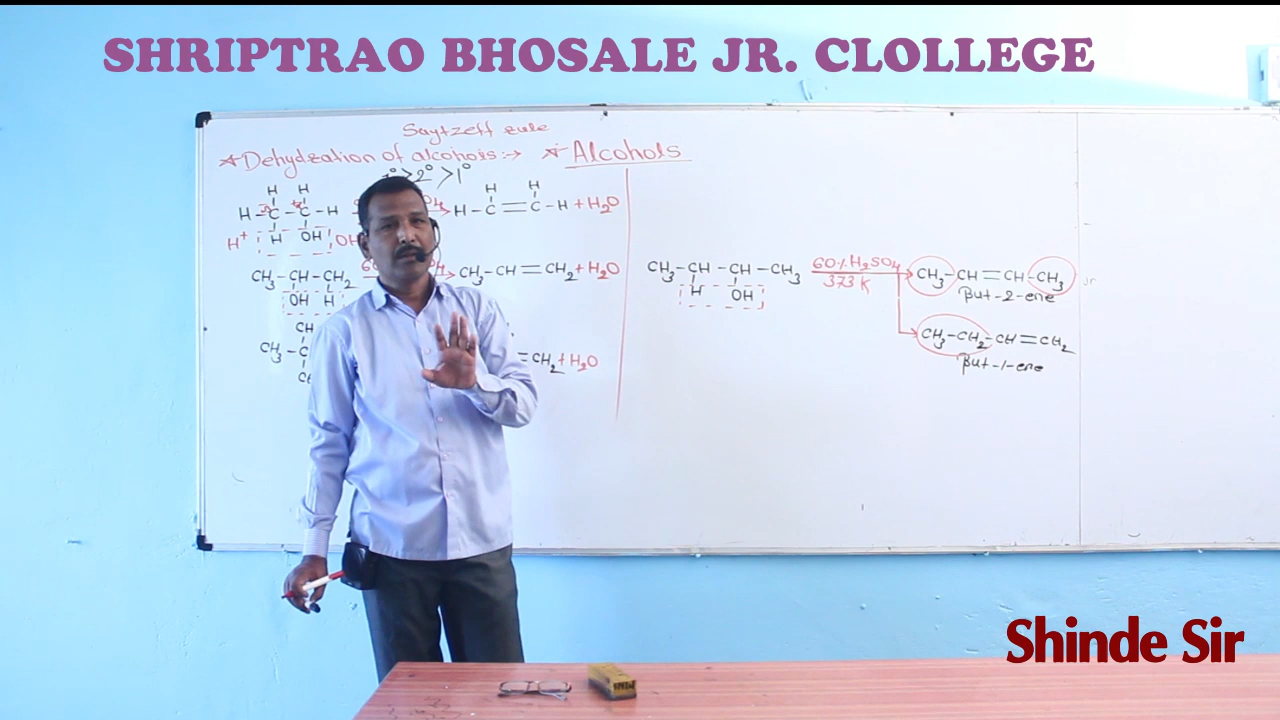 SHRIPTRAO BHOSALE JR. CLOLLEGE
Saytzeff rule
★ Dehydration of alcohols :→ ★ Alcohols
> 2° > 1°
H H
H – C – C – H
H OH
H⁺
H H
H – C = C – H + H₂O
CH₃ – CH – CH₂
OH H
CH₃ – CH = CH₂ + H₂O
CH₃ – C
= CH₂ + H₂O
CH₃ – CH – CH – CH₃
H OH
60% H₂SO₄
373 K
CH₃ – CH = CH – CH₃
But-2-ene
CH₃ – CH₂ – CH = CH₂
But-1-ene
Shinde Sir